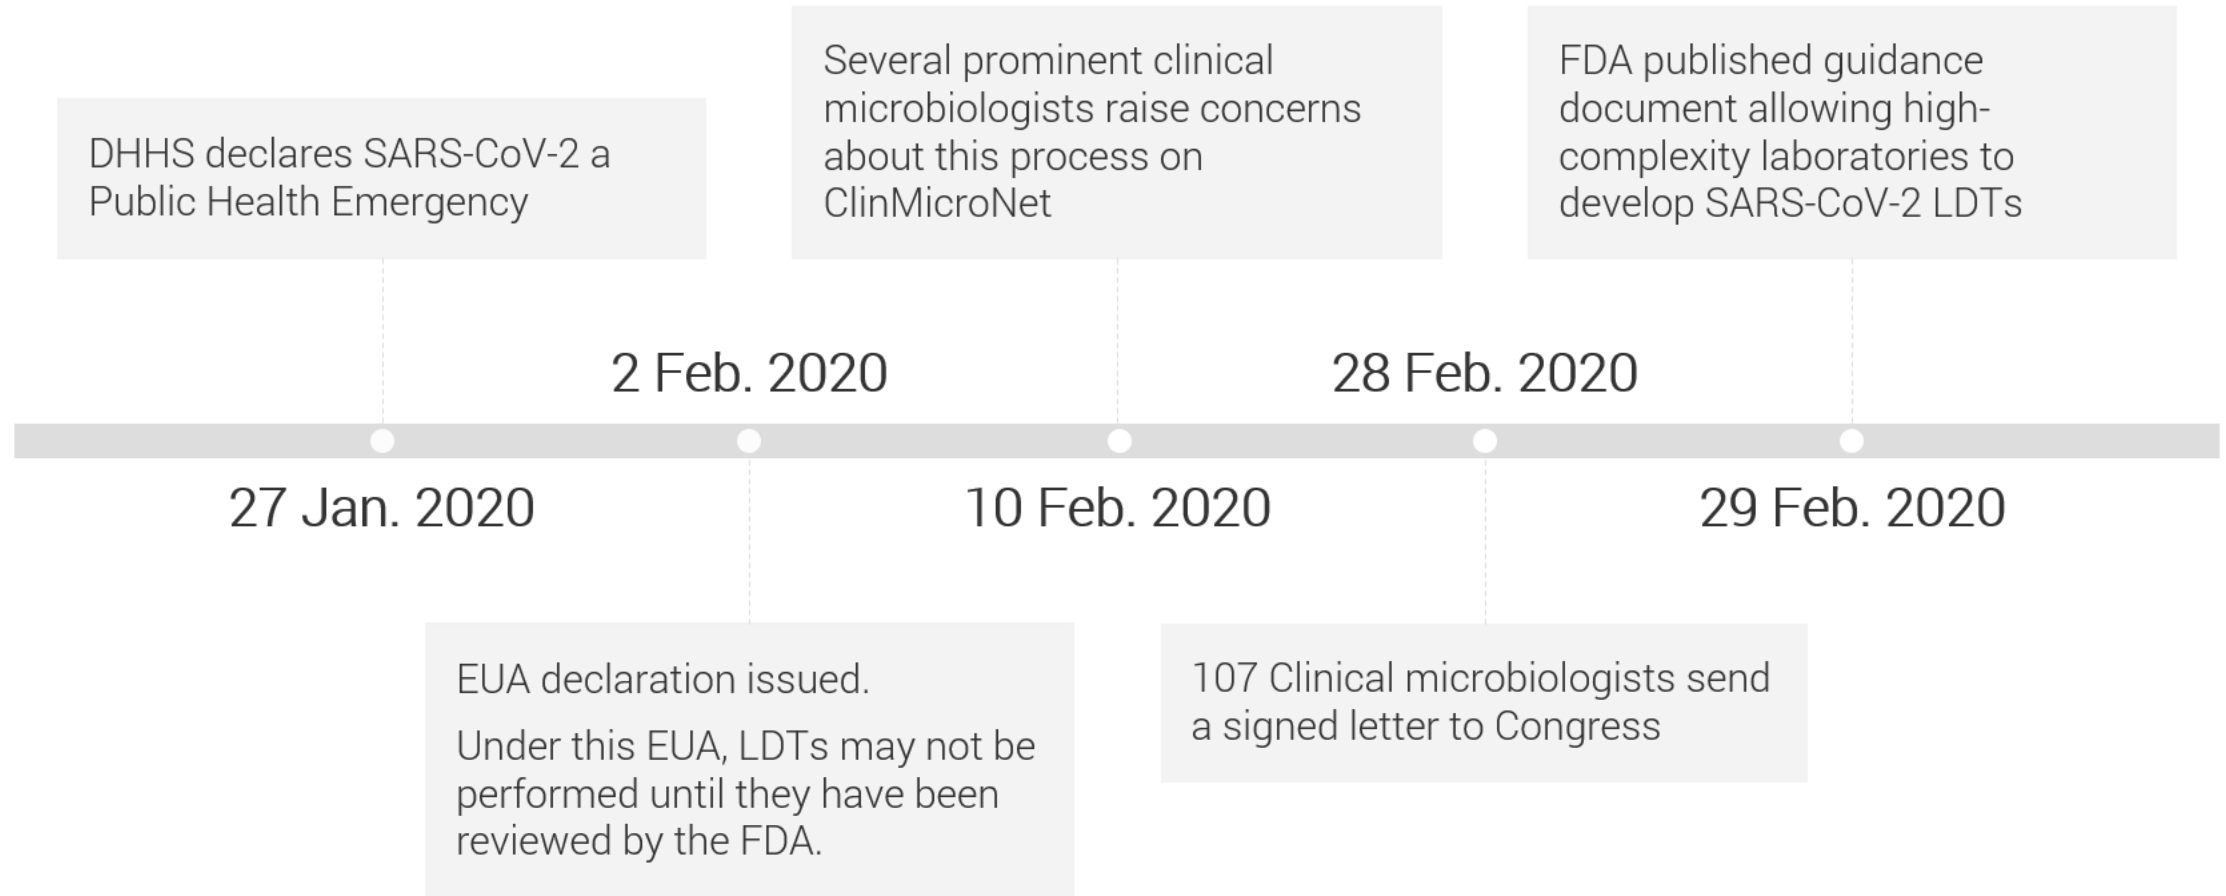 DHHS declares SARS-CoV-2 a
Public Health Emergency
Several prominent clinical
microbiologists raise concerns
about this process on
ClinMicroNet
FDA published guidance
document allowing high-
complexity laboratories to
develop SARS-CoV-2 LDTs
2 Feb. 2020
28 Feb. 2020
27 Jan. 2020
10 Feb. 2020
29 Feb. 2020
EUA declaration issued.
Under this EUA, LDTs may not be
performed until they have been
reviewed by the FDA.
107 Clinical microbiologists send
a signed letter to Congress